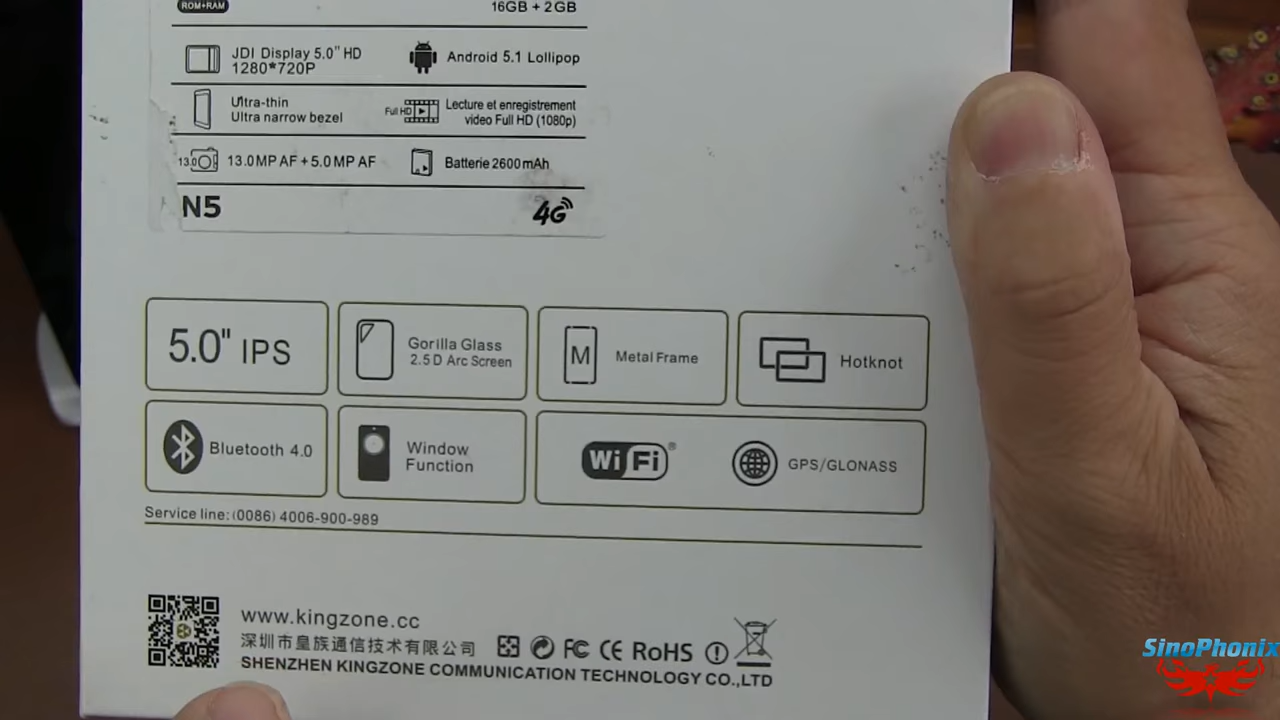 ROM+RAM
16GB + 2GB
JDI Display 5.0" HD
1280*720P
Android 5.1 Lollipop
Ultra-thin
Ultra narrow bezel
Full HD
Lecture et enregistrement
video Full HD (1080p)
13.0
13.0MP AF + 5.0MP AF
Batterie 2600mAh
N5
4G
5.0" IPS
Gorilla Glass
2.5D Arc Screen
M
Metal Frame
Hotknot
Bluetooth 4.0
Window
Function
WiFi®
GPS/GLONASS
Service line: (0086) 4006-900-989
www.kingzone.cc
深圳市皇族通信技术有限公司
FC CE RoHS
SHENZHEN KINGZONE COMMUNICATION TECHNOLOGY CO.,LTD
SinoPhonix